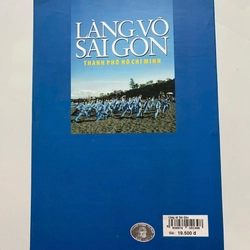 LÀNG VÕ
SÀI GÒN
THÀNH PHỐ HỒ CHÍ MINH
Giá : 19.500 đ